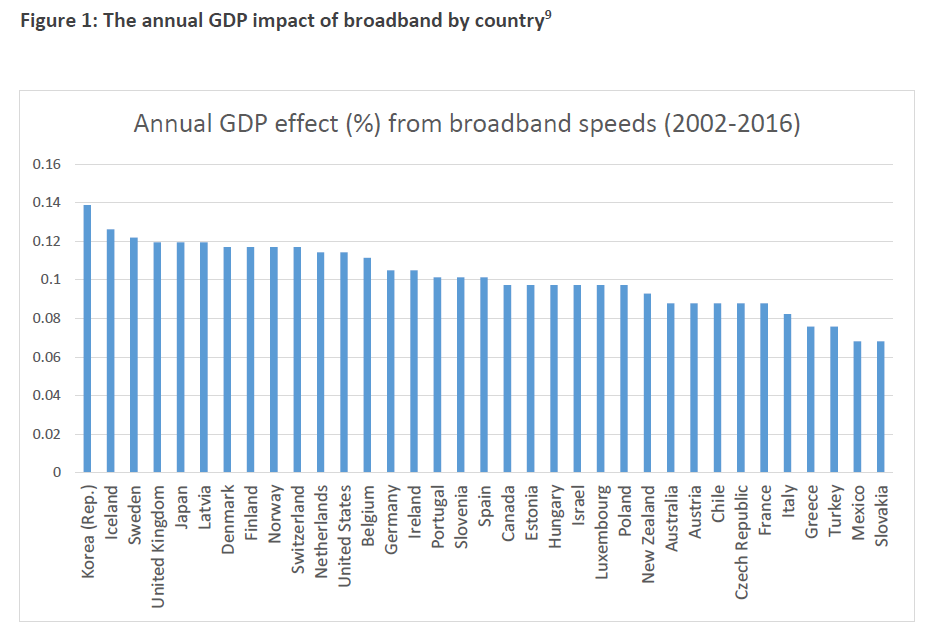 Figure 1: The annual GDP impact of broadband by country9
Annual GDP effect (%) from broadband speeds (2002-2016)
0.16
0.14
0.12
0.1
0.08
0.06
0.04
0.02
0
Korea (Rep.)
Iceland
Sweden
United Kingdom
Japan
Latvia
Denmark
Finland
Norway
Switzerland
Netherlands
United States
Belgium
Germany
Ireland
Portugal
Slovenia
Spain
Canada
Estonia
Hungary
Israel
Luxembourg
Poland
New Zealand
Australia
Austria
Chile
Czech Republic
France
Italy
Greece
Turkey
Mexico
Slovakia